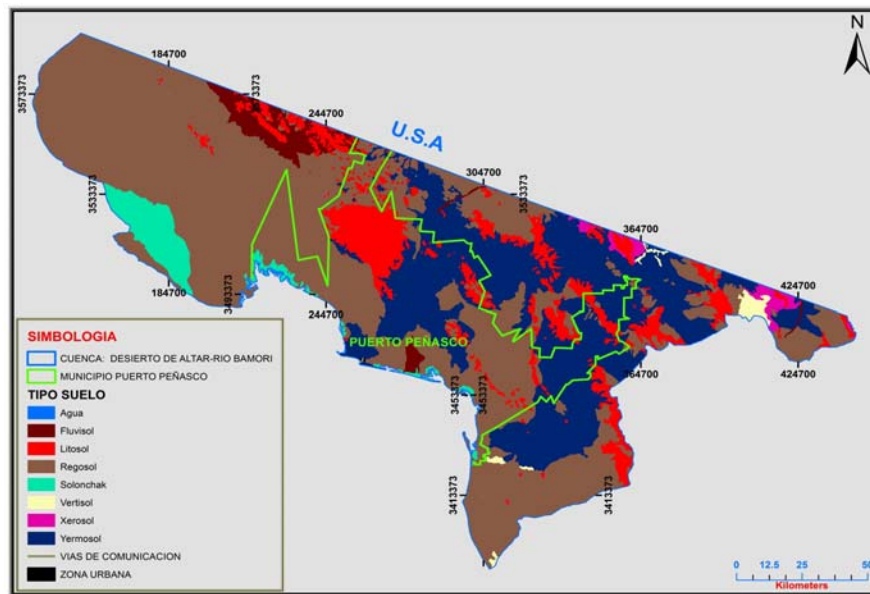 N
184700
3573373
3573373
244700
U.S.A
304700
3533373
3533373
364700
184700
3493373
244700
424700
PUERTO PEÑASCO
364700
424700
3453373
3453373
3413373
3413373
SIMBOLOGIA
CUENCA: DESIERTO DE ALTAR-RIO BAMORI
MUNICIPIO PUERTO PEÑASCO
TIPO SUELO
Agua
Fluvisol
Litosol
Regosol
Solonchak
Vertisol
Xerosol
Yermosol
VIAS DE COMUNICACION
ZONA URBANA
0 12.5 25 50
Kilometers